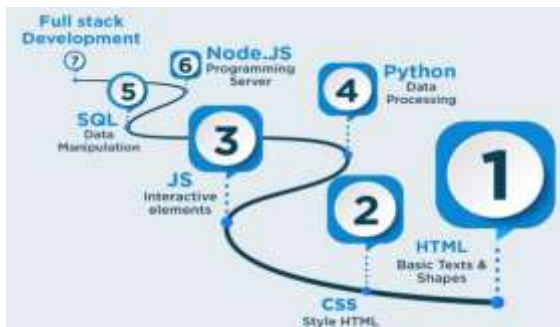 Full stack
Development
7
6
Node.JS
Programming
Server
5
SQL
Data
Manipulation
4
Python
Data
Processing
3
JS
Interactive
elements
2
CSS
Style HTML
1
HTML
Basic Texts &
Shapes